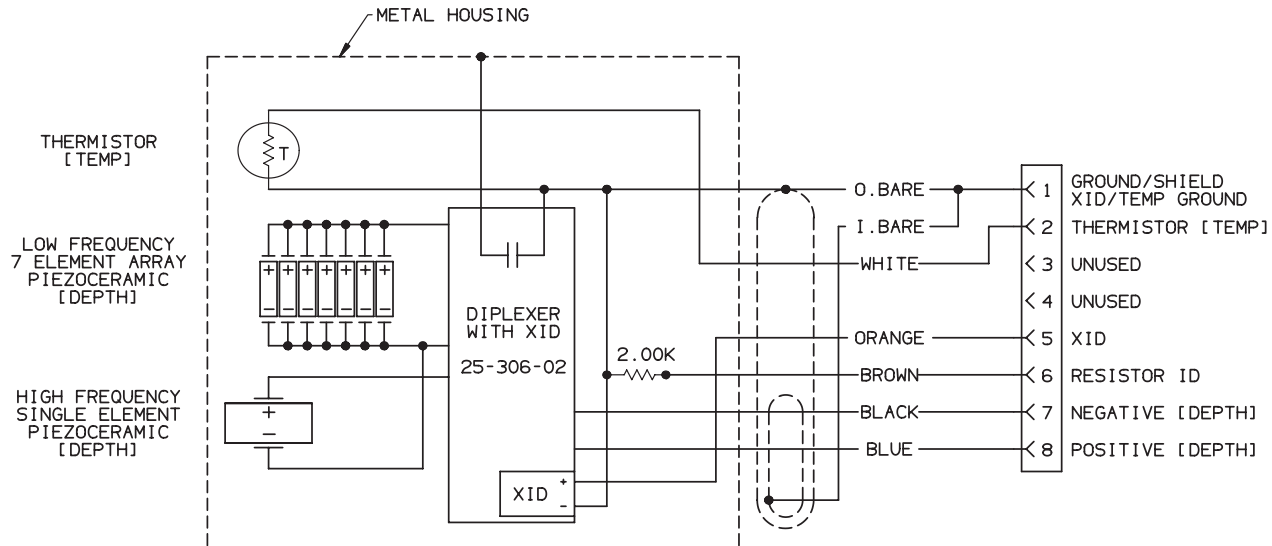 METAL HOUSING
THERMISTOR
[TEMP]
T
LOW FREQUENCY
7 ELEMENT ARRAY
PIEZOCERAMIC
[DEPTH]
+ + + + + + +
− − − − − − −
HIGH FREQUENCY
SINGLE ELEMENT
PIEZOCERAMIC
[DEPTH]
+
−
DIPLEXER
WITH XID
25-306-02
XID
+
−
2.00K
O.BARE
I.BARE
WHITE
ORANGE
BROWN
BLACK
BLUE
1 GROUND/SHIELD
XID/TEMP GROUND
2 THERMISTOR [TEMP]
3 UNUSED
4 UNUSED
5 XID
6 RESISTOR ID
7 NEGATIVE [DEPTH]
8 POSITIVE [DEPTH]